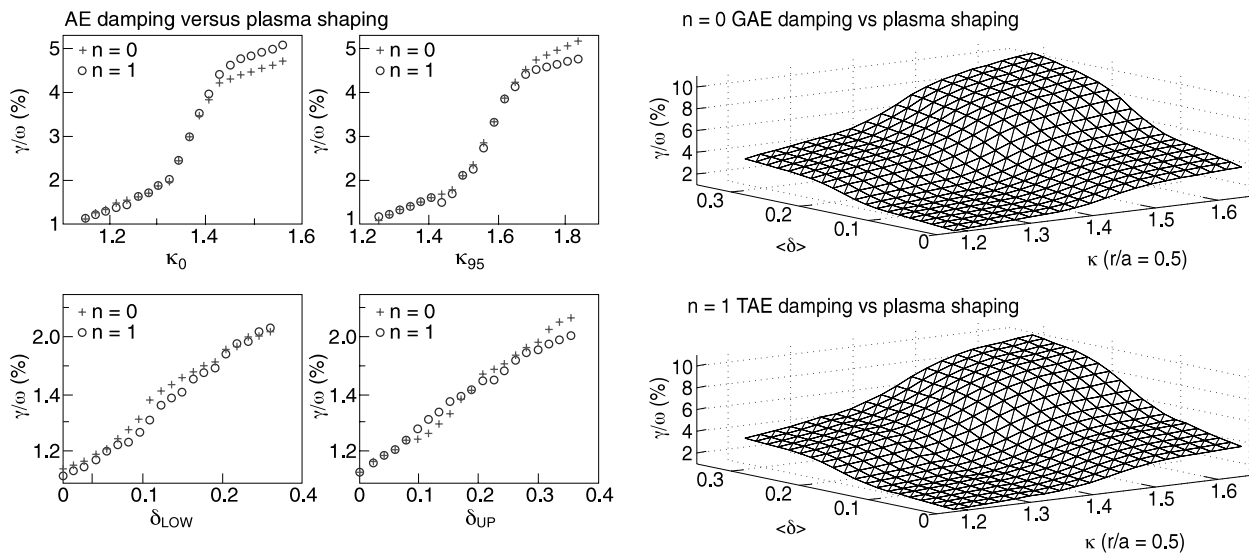 AE damping versus plasma shaping
5
4
3
2
1
γ/ω (%)
+ n = 0
○ n = 1
1.2
1.4
1.6
κ0
5
4
3
2
1
γ/ω (%)
+ n = 0
○ n = 1
1.2
1.4
1.6
1.8
κ95
2.0
1.4
1.2
γ/ω (%)
+ n = 0
○ n = 1
0
0.1
0.2
0.4
δLOW
2.0
1.4
1.2
γ/ω (%)
+ n = 0
○ n = 1
0
0.1
0.2
0.3
0.4
δUP
n = 0 GAE damping vs plasma shaping
10
8
6
4
2
γ/ω (%)
0.3
0.2
0.1
0
<δ>
1.2
1.3
1.4
1.5
1.6
κ (r/a = 0.5)
n = 1 TAE damping vs plasma shaping
10
8
6
4
2
γ/ω (%)
0.3
0.2
0.1
0
<δ>
1.2
1.3
1.4
1.5
1.6
κ (r/a = 0.5)